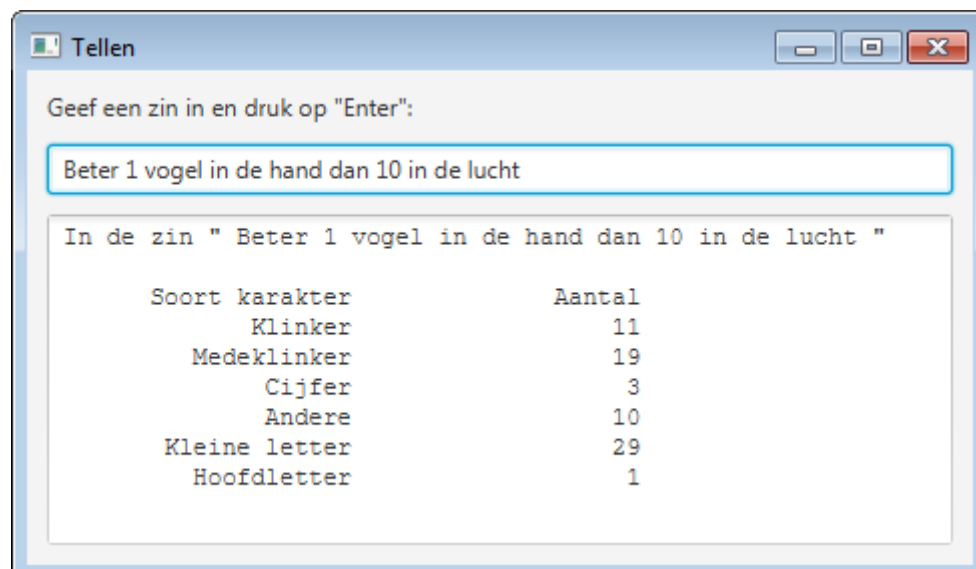 Tellen
Geef een zin in en druk op "Enter":
Beter 1 vogel in de hand dan 10 in de lucht
In de zin " Beter 1 vogel in de hand dan 10 in de lucht "
Soort karakter Aantal
Klinker 11
Medeklinker 19
Cijfer 3
Andere 10
Kleine letter 29
Hoofdletter 1